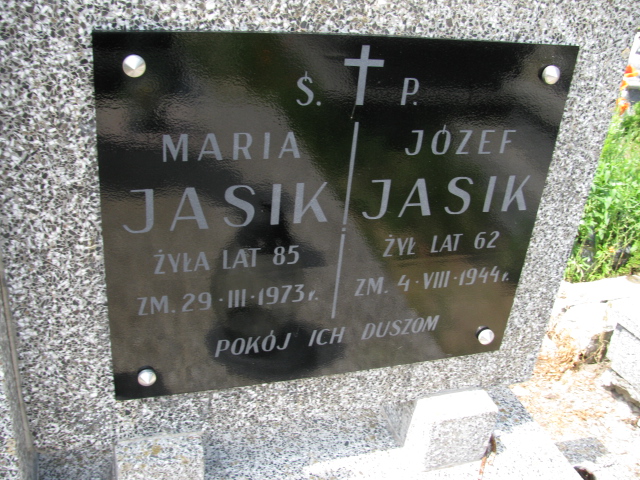 Ś. P.
MARIA
JASIK
ŻYŁA LAT 85
ZM. 29·III·1973 r.
JÓZEF
JASIK
ŻYŁ LAT 62
ZM. 4·VIII·1944 r.
POKÓJ ICH DUSZOM